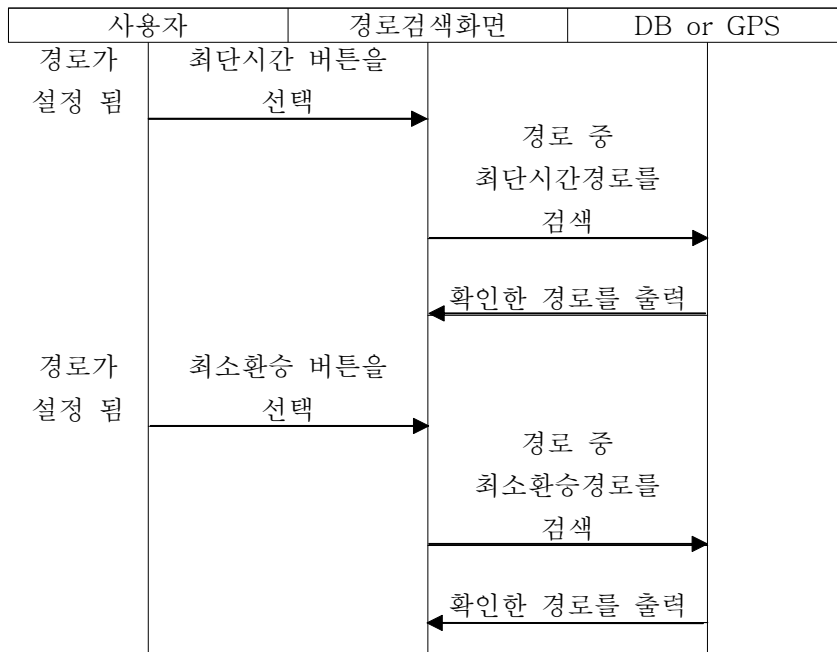 사용자 경로검색화면 DB or GPS
경로가 최단시간 버튼을
설정 됨 선택
경로 중
최단시간경로를
검색
확인한 경로를 출력
경로가 최소환승 버튼을
설정 됨 선택
경로 중
최소환승경로를
검색
확인한 경로를 출력